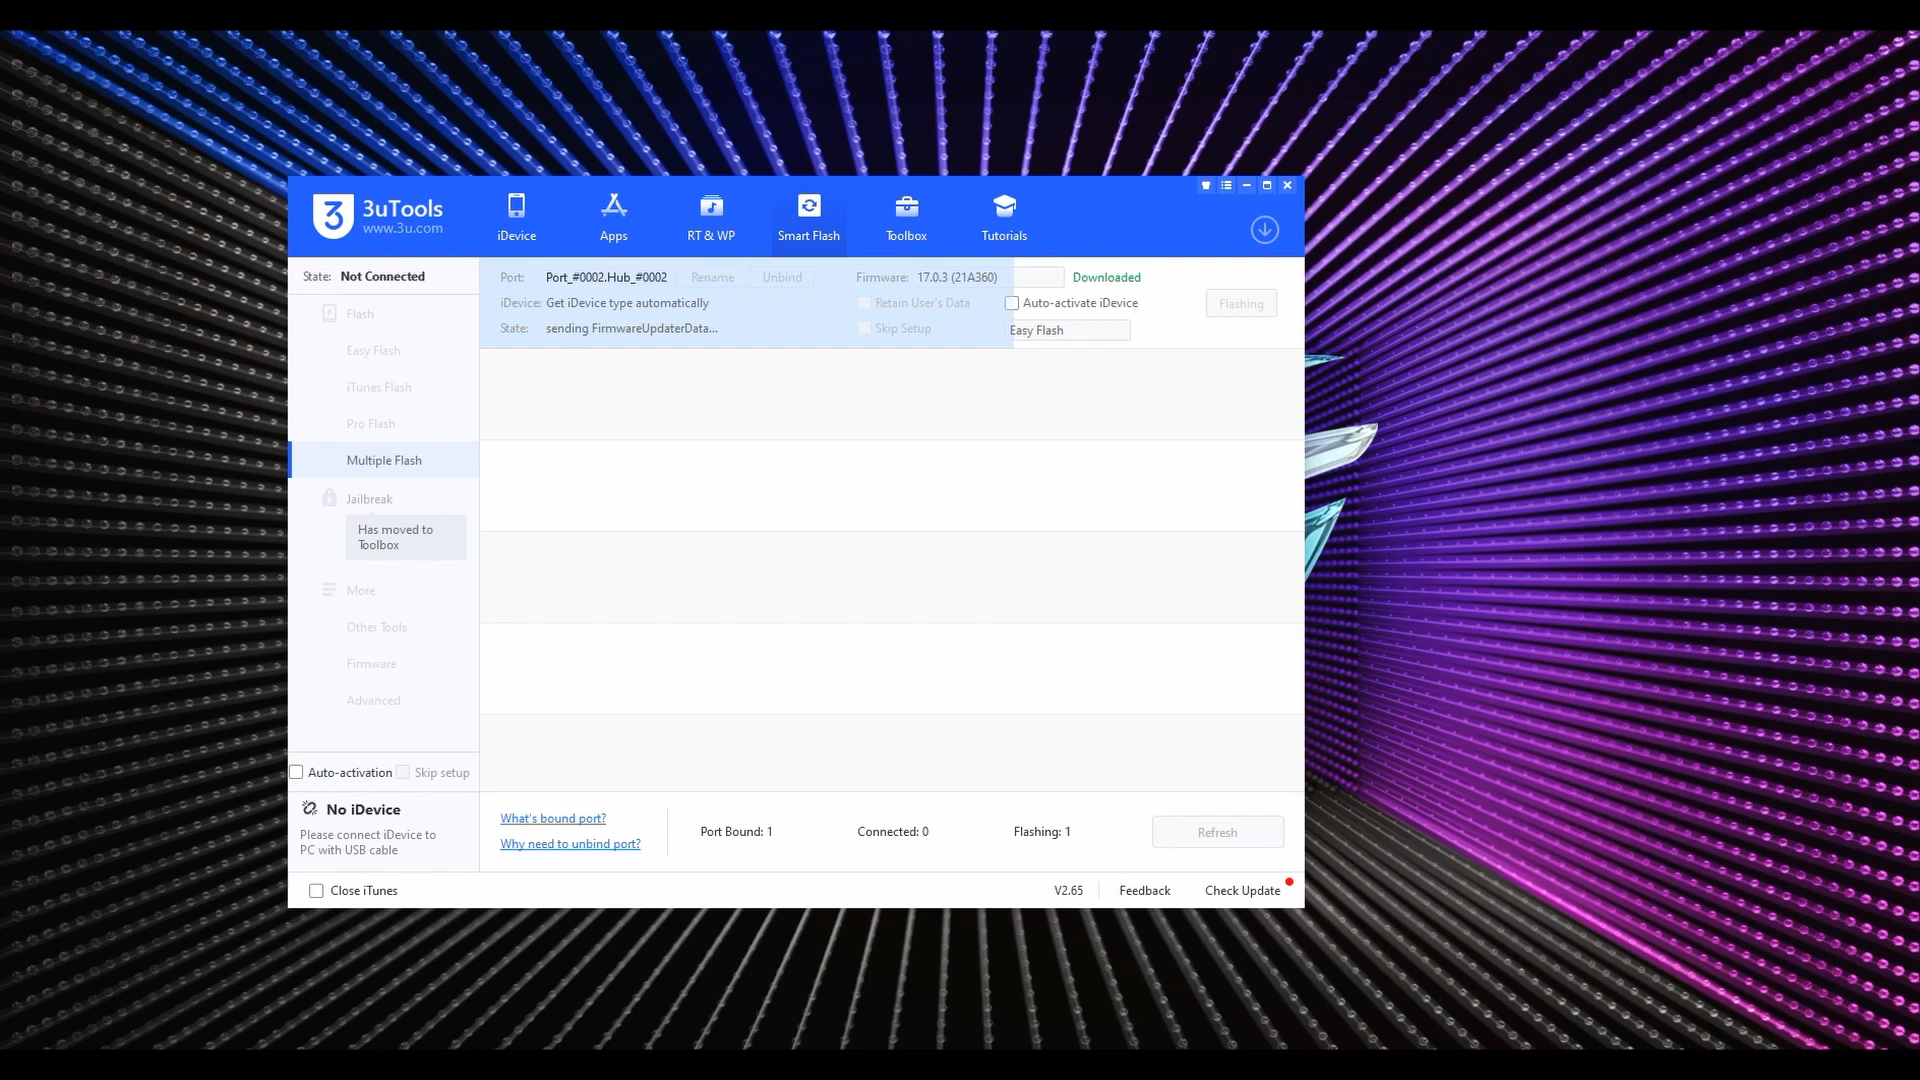 3uTools
www.3u.com
iDevice
Apps
RT & WP
Smart Flash
Toolbox
Tutorials
State: Not Connected
Flash
Easy Flash
iTunes Flash
Pro Flash
Multiple Flash
Jailbreak
Has moved to
Toolbox
More
Other Tools
Firmware
Advanced
Auto-activation Skip setup
No iDevice
Please connect iDevice to
PC with USB cable
Port: Port_#0002.Hub_#0002 Rename Unbind Firmware: 17.0.3 (21A360) Downloaded
iDevice: Get iDevice type automatically Retain User's Data Auto-activate iDevice Flashing
State: sending FirmwareUpdaterData... Skip Setup Easy Flash
What's bound port?
Why need to unbind port?
Port Bound: 1 Connected: 0 Flashing: 1 Refresh
Close iTunes V2.65 Feedback Check Update